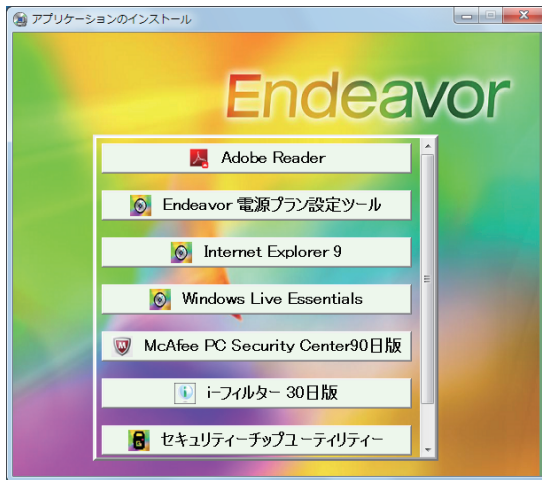 アプリケーションのインストール
Endeavor
Adobe Reader
Endeavor 電源プラン設定ツール
Internet Explorer 9
Windows Live Essentials
McAfee PC Security Center90日版
i-フィルター 30日版
セキュリティーチップユーティリティー